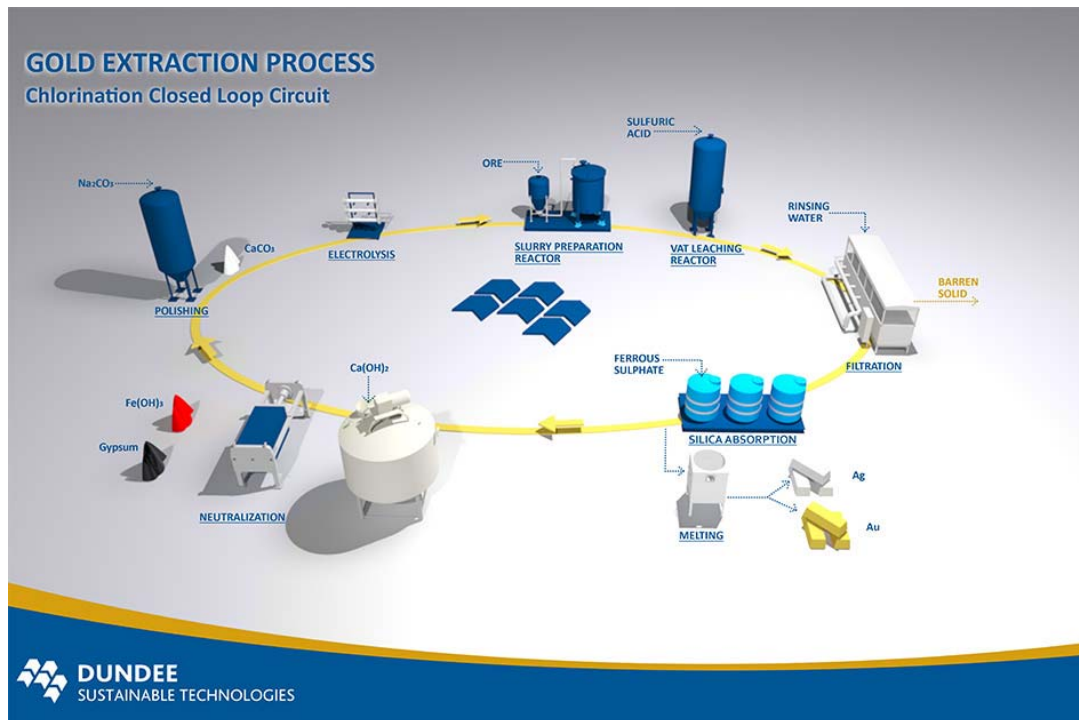 GOLD EXTRACTION PROCESS
Chlorination Closed Loop Circuit
SULFURIC
ACID
ORE
Na₂CO₃
RINSING
WATER
CaCO₃
ELECTROLYSIS
SLURRY PREPARATION
REACTOR
VAT LEACHING
REACTOR
BARREN
SOLID
POLISHING
FERROUS
SULPHATE
FILTRATION
Ca(OH)₂
Fe(OH)₃
Gypsum
SILICA ABSORPTION
NEUTRALIZATION
MELTING
Ag
Au
DUNDEE
SUSTAINABLE TECHNOLOGIES